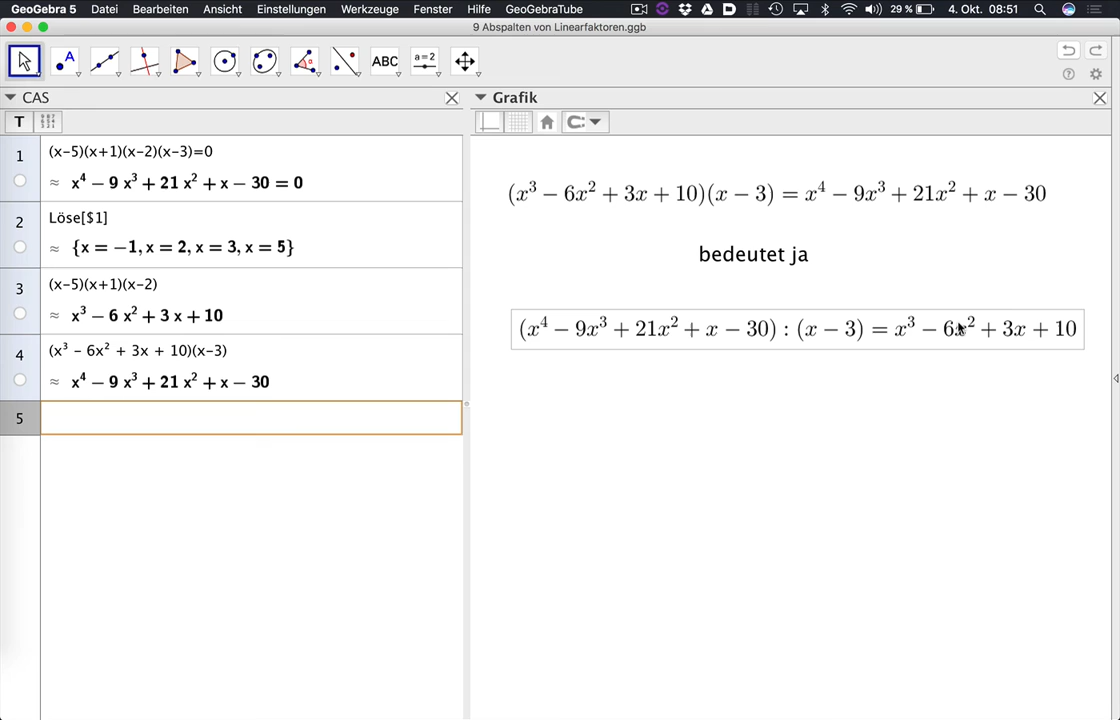 GeoGebra 5 Datei Bearbeiten Ansicht Einstellungen Werkzeuge Fenster Hilfe GeoGebraTube 29 % 4. Okt. 08:51
9 Abspalten von Linearfaktoren.ggb
A ABC a=2
CAS
Grafik
T
1 (x–5)(x+1)(x–2)(x–3)=0
≈ x⁴ – 9 x³ + 21 x² + x – 30 = 0
2 Löse[$1]
≈ {x = –1, x = 2, x = 3, x = 5}
3 (x–5)(x+1)(x–2)
≈ x³ – 6 x² + 3 x + 10
4 (x³ – 6x² + 3x + 10)(x–3)
≈ x⁴ – 9 x³ + 21 x² + x – 30
5
(x³ − 6x² + 3x + 10)(x − 3) = x⁴ − 9x³ + 21x² + x − 30
bedeutet ja
(x⁴ − 9x³ + 21x² + x − 30) : (x − 3) = x³ − 6x² + 3x + 10